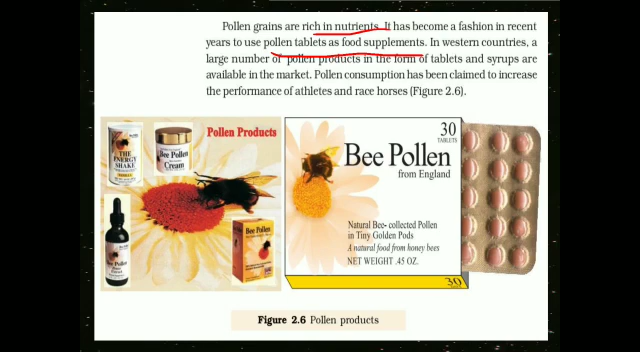 Pollen grains are rich in nutrients. It has become a fashion in recent
years to use pollen tablets as food supplements. In western countries, a
large number of pollen products in the form of tablets and syrups are
available in the market. Pollen consumption has been claimed to increase
the performance of athletes and race horses (Figure 2.6).
Pollen Products
THE
ENERGY
SHAKE
Bee Pollen
Cream
Bee Pollen
Bee Pollen
30
TABLETS
Bee Pollen
from England
Natural Bee- collected Pollen
in Tiny Golden Pods
A natural food from honey bees
NET WEIGHT .45 OZ.
30
Figure 2.6 Pollen products